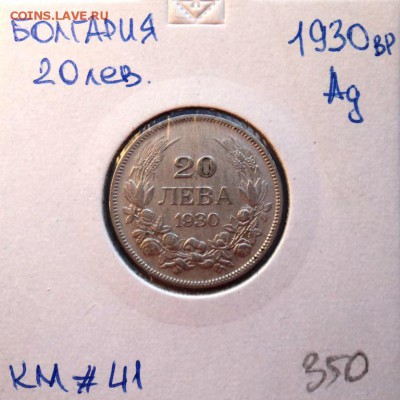 COINS.LAVE.RU
БОЛГАРИЯ
20 лев.
1930 BP
Ag
20
ЛЕВА
1930
KM # 41
350